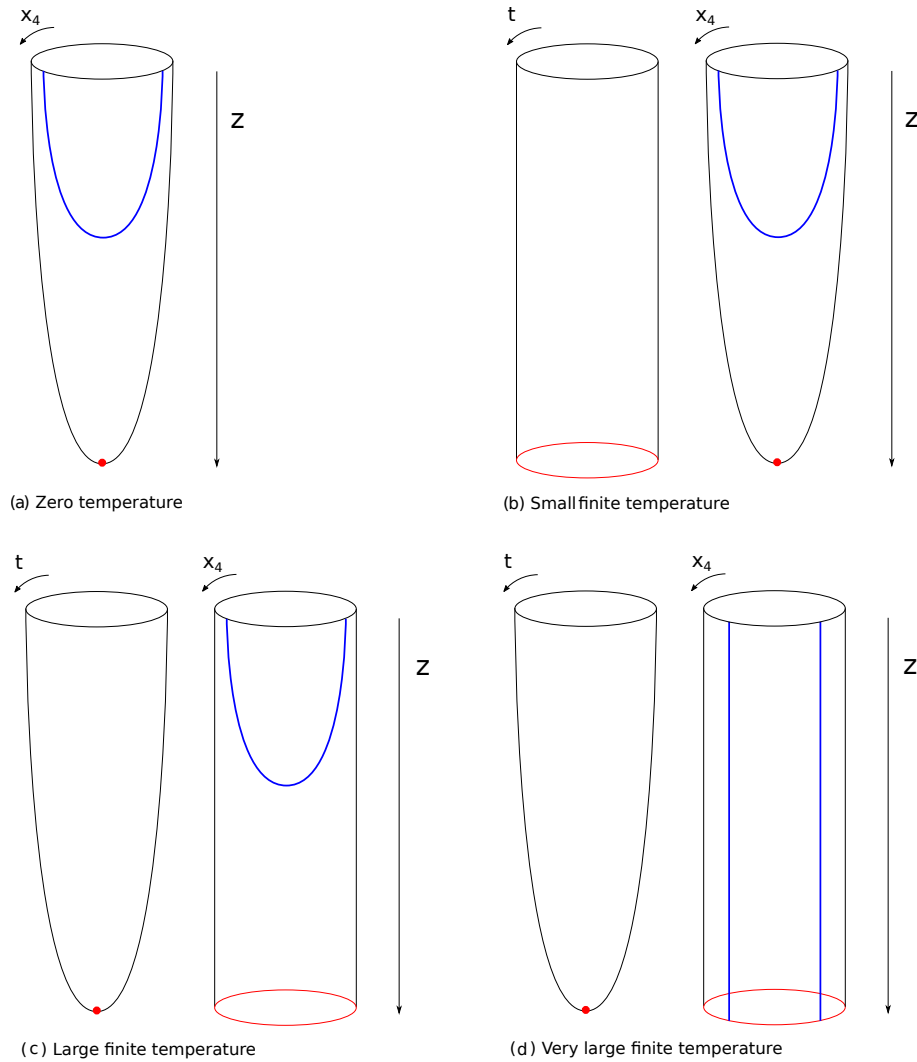 x₄
z
(a) Zero temperature
t
x₄
z
(b) Small finite temperature
t
x₄
z
(c) Large finite temperature
t
x₄
z
(d) Very large finite temperature